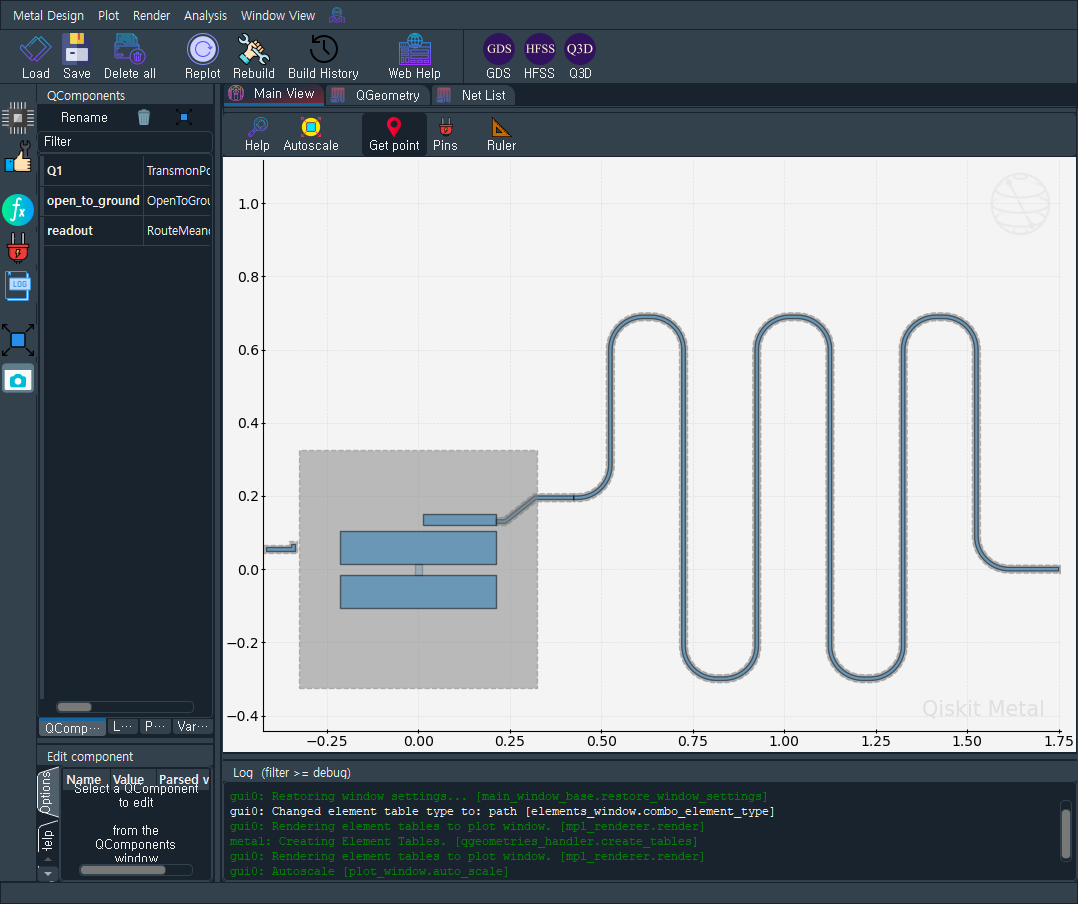 Metal Design Plot Render Analysis Window View
GDS HFSS Q3D
Load Save Delete all Replot Rebuild Build History Web Help GDS HFSS Q3D
QComponents
Rename
Filter
Q1 TransmonPo
open_to_ground OpenToGrou
readout RouteMean
LOG
QComp··· L··· P··· Var···
Edit component
Options
Help
Name Value Parsed v
Select a QComponent
to edit
from the
QComponents
window
Main View QGeometry Net List
Help Autoscale Get point Pins Ruler
1.0
0.8
0.6
0.4
0.2
0.0
−0.2
−0.4
Qiskit Metal
−0.25 0.00 0.25 0.50 0.75 1.00 1.25 1.50 1.75
Log (filter >= debug)
gui0: Restoring window settings... [main_window_base.restore_window_settings]
gui0: Changed element table type to: path [elements_window.combo_element_type]
gui0: Rendering element tables to plot window. [mpl_renderer.render]
metal: Creating Element Tables. [qgeometries_handler.create_tables]
gui0: Rendering element tables to plot window. [mpl_renderer.render]
gui0: Autoscale [plot_window.auto_scale]